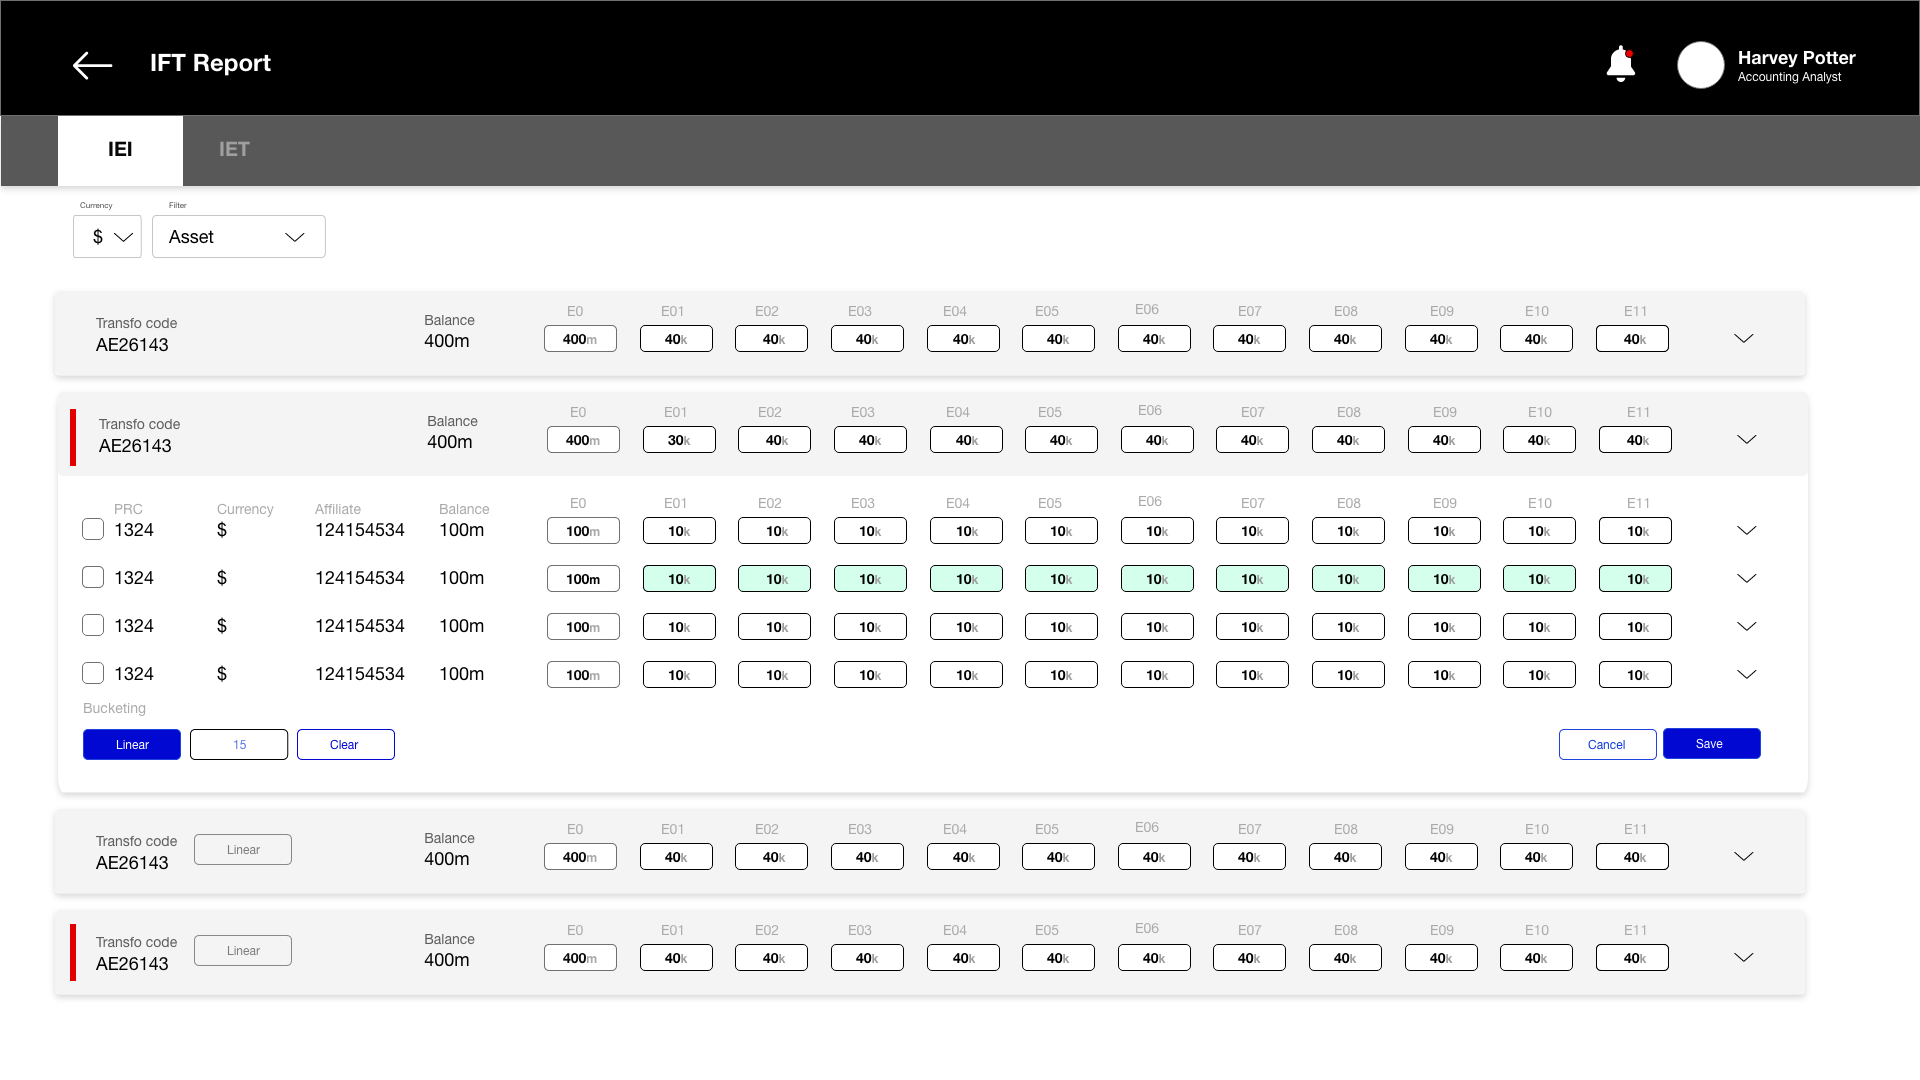 IFT Report
Harvey Potter
Accounting Analyst
IEI IET
Currency Filter
$ Asset
E0 E01 E02 E03 E04 E05 E06 E07 E08 E09 E10 E11
Transfo code Balance
AE26143 400m 400m 40k 40k 40k 40k 40k 40k 40k 40k 40k 40k 40k
E0 E01 E02 E03 E04 E05 E06 E07 E08 E09 E10 E11
Transfo code Balance
AE26143 400m 400m 30k 40k 40k 40k 40k 40k 40k 40k 40k 40k 40k
PRC Currency Affiliate Balance E0 E01 E02 E03 E04 E05 E06 E07 E08 E09 E10 E11
1324 $ 124154534 100m 100m 10k 10k 10k 10k 10k 10k 10k 10k 10k 10k 10k
1324 $ 124154534 100m 100m 10k 10k 10k 10k 10k 10k 10k 10k 10k 10k 10k
1324 $ 124154534 100m 100m 10k 10k 10k 10k 10k 10k 10k 10k 10k 10k 10k
1324 $ 124154534 100m 100m 10k 10k 10k 10k 10k 10k 10k 10k 10k 10k 10k
Bucketing
Linear 15 Clear Cancel Save
E0 E01 E02 E03 E04 E05 E06 E07 E08 E09 E10 E11
Transfo code Linear Balance
AE26143 400m 400m 40k 40k 40k 40k 40k 40k 40k 40k 40k 40k 40k
E0 E01 E02 E03 E04 E05 E06 E07 E08 E09 E10 E11
Transfo code Linear Balance
AE26143 400m 400m 40k 40k 40k 40k 40k 40k 40k 40k 40k 40k 40k